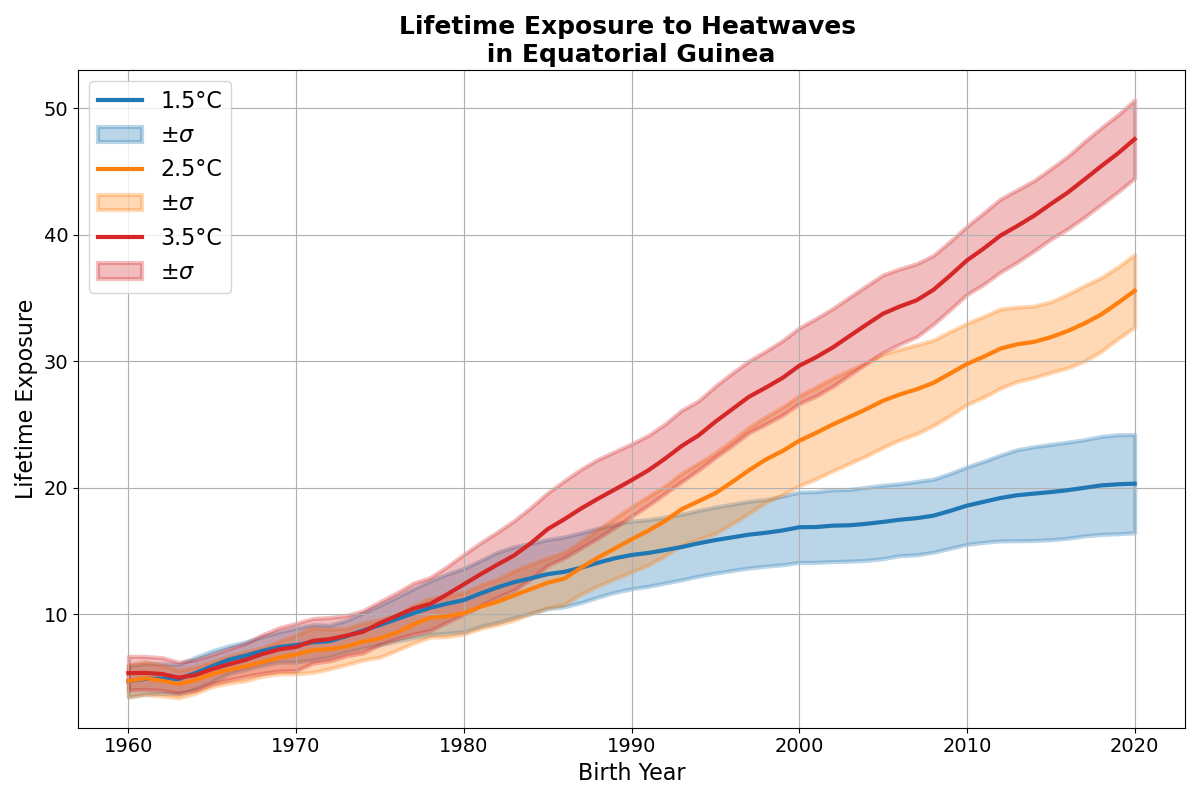 Lifetime Exposure to Heatwaves
in Equatorial Guinea
1.5°C
±σ
2.5°C
±σ
3.5°C
±σ
50
40
30
20
10
Lifetime Exposure
1960 1970 1980 1990 2000 2010 2020
Birth Year